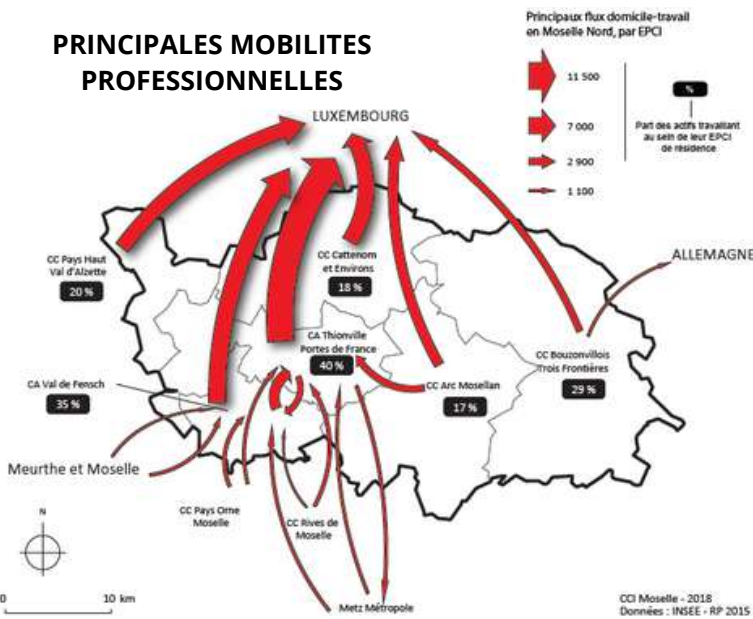 PRINCIPALES MOBILITES
PROFESSIONNELLES
Principaux flux domicile-travail
en Moselle Nord, par EPCI
11 500
7 000
2 900
1 100
%
Part des actifs travaillant
au sein de leur EPCI
de résidence
LUXEMBOURG
ALLEMAGNE
CC Pays Haut
Val d'Alzette
20 %
CC Cattenom
et Environs
18 %
CA Thionville
Portes de France
40 %
CC Bouzonvillois
Trois Frontières
29 %
CA Val de Fensch
35 %
CC Arc Mosellan
17 %
Meurthe et Moselle
CC Pays Orne
Moselle
CC Rives de
Moselle
N
0
10 km
Metz Métropole
CCI Moselle - 2018
Données : INSEE - RP 2015